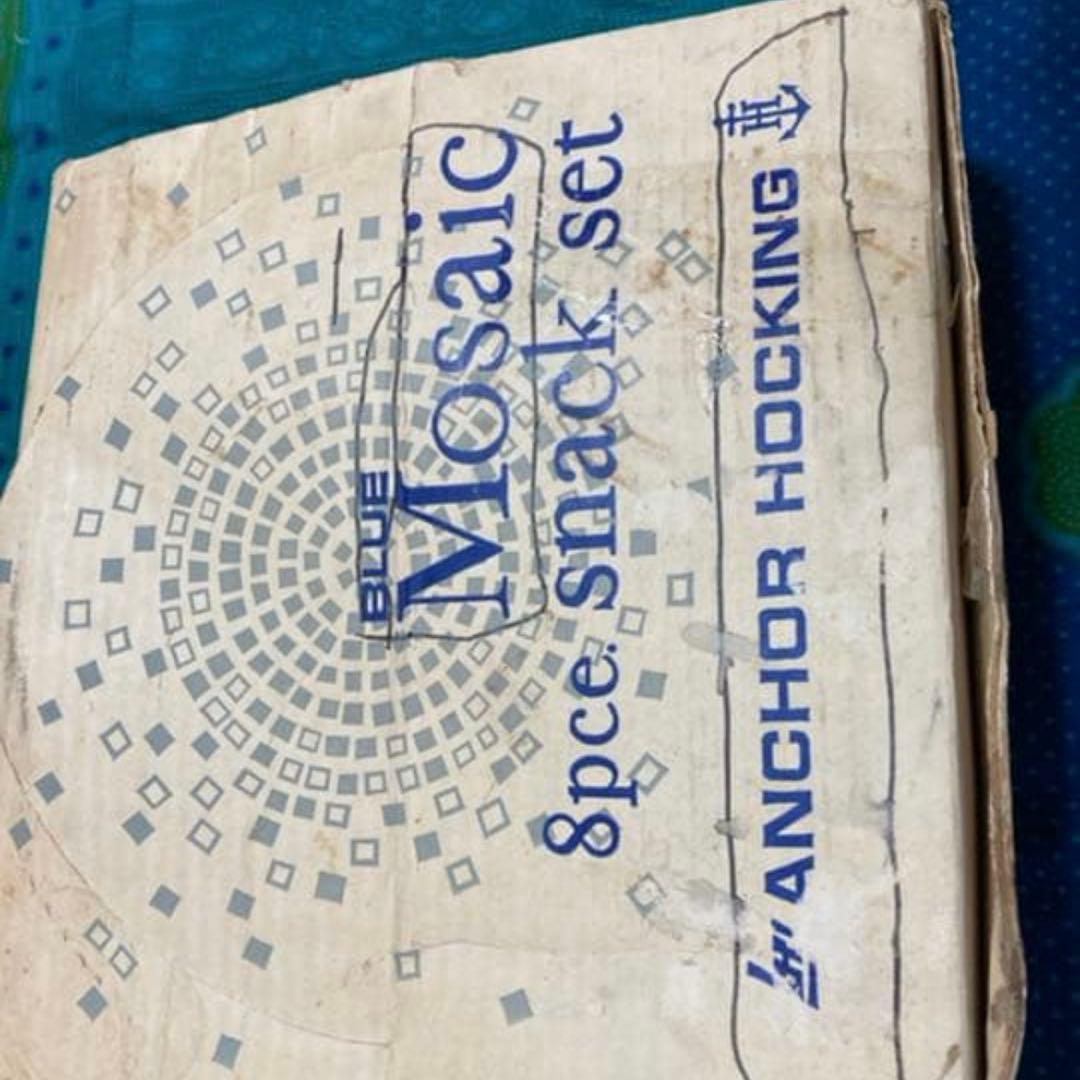 BLUE
Mosaic
8pce. snack set
ANCHOR HOCKING